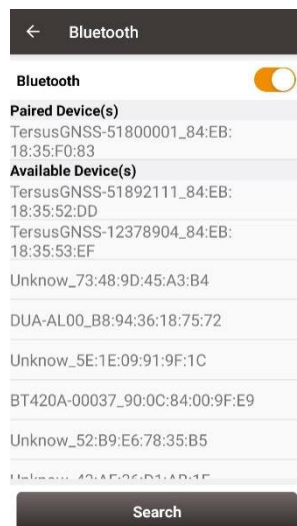 Bluetooth
Bluetooth
Paired Device(s)
TersusGNSS-51800001_84:EB:
18:35:F0:83
Available Device(s)
TersusGNSS-51892111_84:EB:
18:35:52:DD
TersusGNSS-12378904_84:EB:
18:35:53:EF
Unknow_73:48:9D:45:A3:B4
DUA-AL00_B8:94:36:18:75:72
Unknow_5E:1E:09:91:9F:1C
BT420A-00037_90:0C:84:00:9F:E9
Unknow_52:B9:E6:78:35:B5
Search